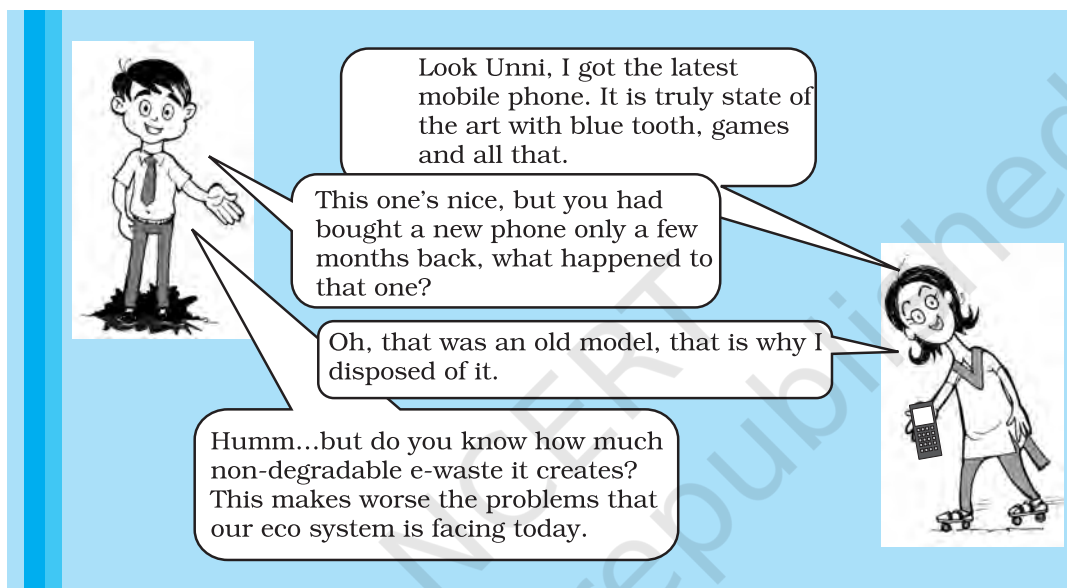 Look Unni, I got the latest
mobile phone. It is truly state of
the art with blue tooth, games
and all that.
This one's nice, but you had
bought a new phone only a few
months back, what happened to
that one?
Oh, that was an old model, that is why I
disposed of it.
Humm...but do you know how much
non-degradable e-waste it creates?
This makes worse the problems that
our eco system is facing today.
NCERT
republished